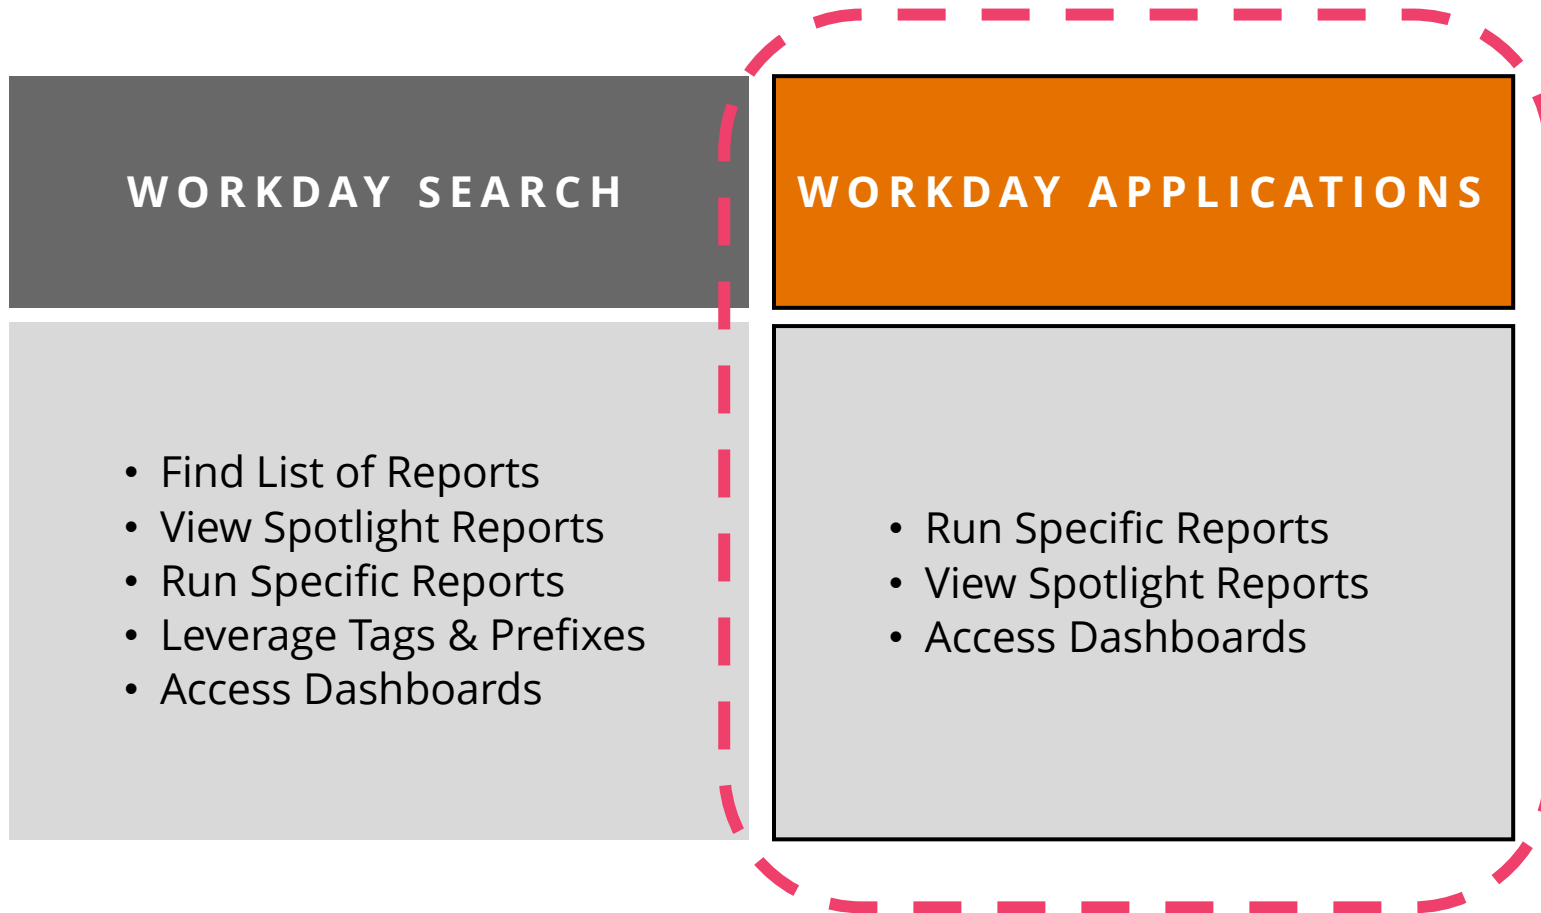 WORKDAY SEARCH
• Find List of Reports
• View Spotlight Reports
• Run Specific Reports
• Leverage Tags & Prefixes
• Access Dashboards
WORKDAY APPLICATIONS
• Run Specific Reports
• View Spotlight Reports
• Access Dashboards